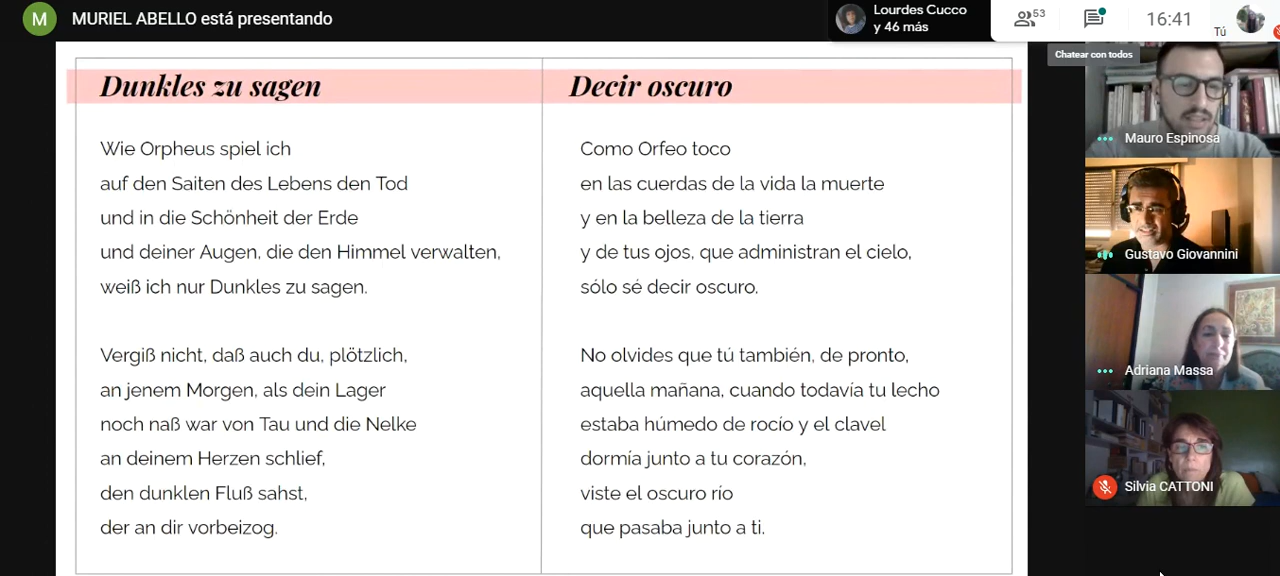 M
MURIEL ABELLO está presentando
Lourdes Cucco
y 46 más
53
16:41
Tú
Chatear con todos
Dunkles zu sagen
Wie Orpheus spiel ich
auf den Saiten des Lebens den Tod
und in die Schönheit der Erde
und deiner Augen, die den Himmel verwalten,
weiß ich nur Dunkles zu sagen.
Vergiß nicht, daß auch du, plötzlich,
an jenem Morgen, als dein Lager
noch naß war von Tau und die Nelke
an deinem Herzen schlief,
den dunklen Fluß sahst,
der an dir vorbeizog.
Decir oscuro
Como Orfeo toco
en las cuerdas de la vida la muerte
y en la belleza de la tierra
y de tus ojos, que administran el cielo,
sólo sé decir oscuro.
No olvides que tú también, de pronto,
aquella mañana, cuando todavía tu lecho
estaba húmedo de rocío y el clavel
dormía junto a tu corazón,
viste el oscuro río
que pasaba junto a ti.
Mauro Espinosa
Gustavo Giovannini
Adriana Massa
Silvia CATTONI